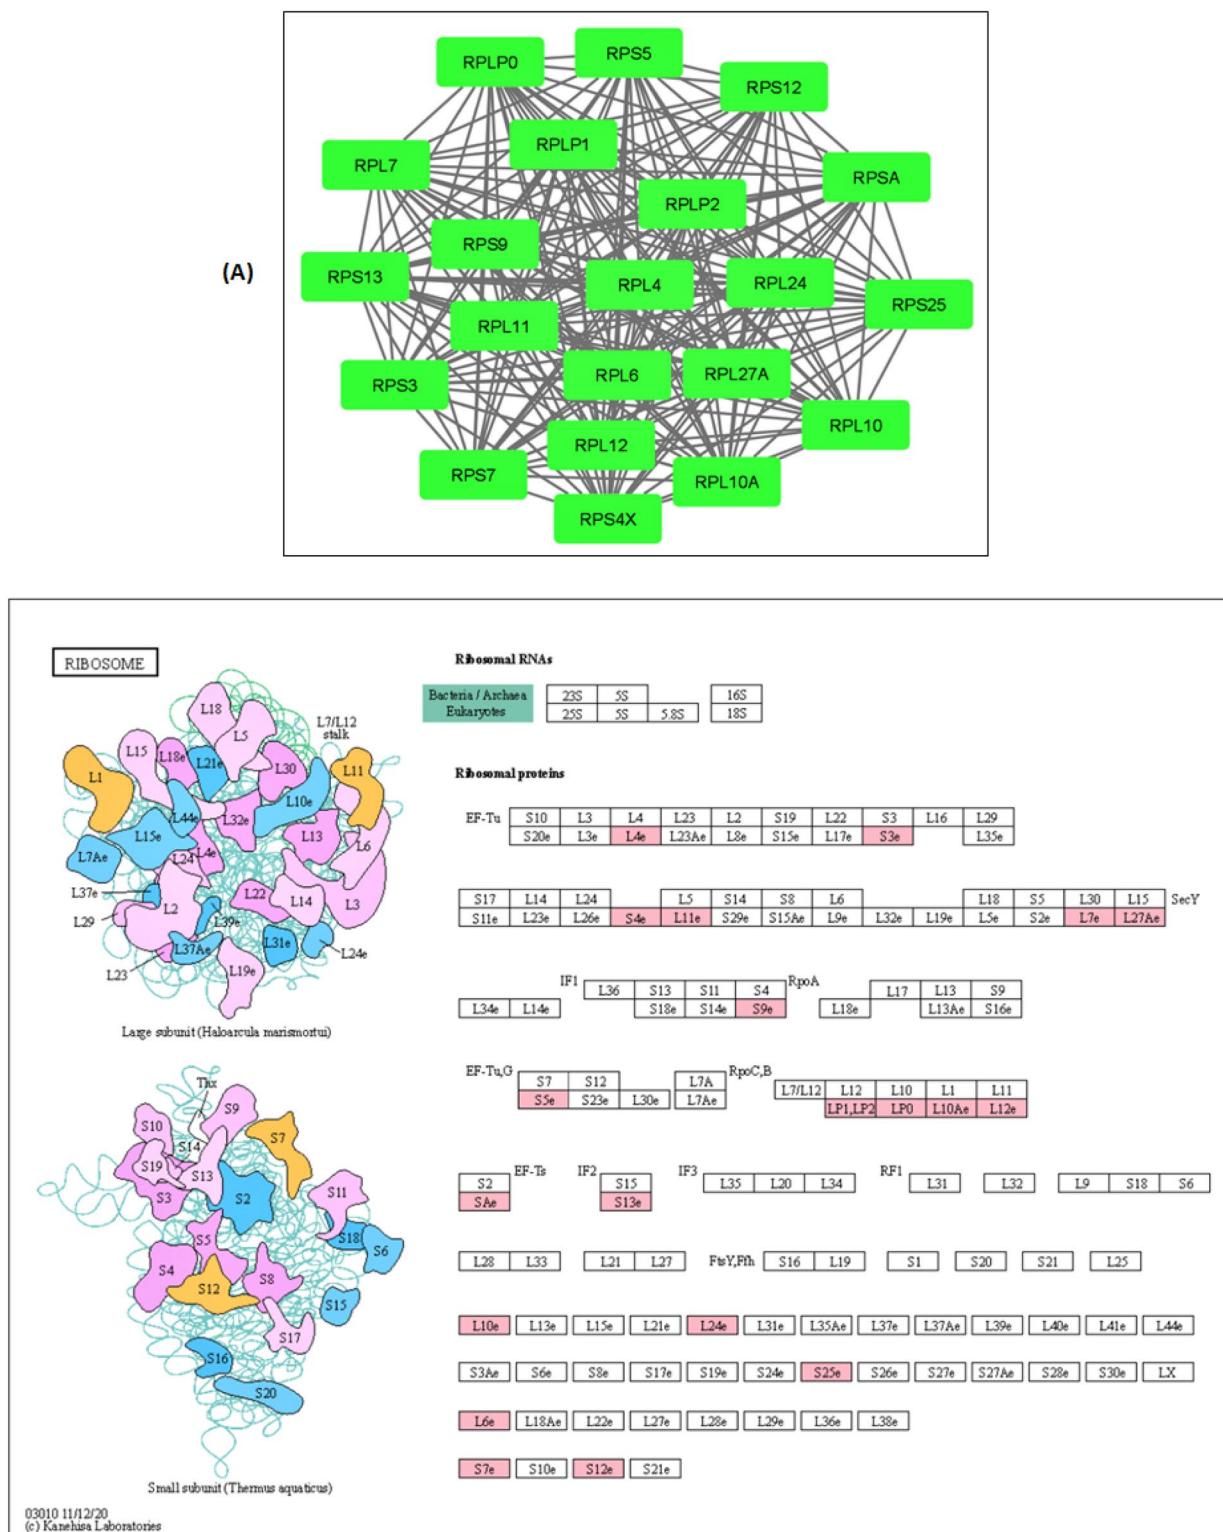 (A)
RPLP0 RPS5 RPS12
RPLP1
RPL7 RPSA
RPLP2
RPS9
RPS13 RPL4 RPL24 RPS25
RPL11
RPS3 RPL6 RPL27A
RPL10
RPL12
RPS7 RPL10A
RPS4X
RIBOSOME
L18
L5
L7/L12
stalk
L15
L18e
L21e
L1
L30
L11
L10e
L44e
L32e
L15e
L13
L6
L7Ae
L24
L4e
L37e
L22
L14
L3
L2
L29
L39e
L37Ae
L31e
L24e
L23
L19e
Large subunit (Haloarcula marismortui)
Thx
S9
S10
S7
S14
S19
S13
S3
S2
S11
S18
S6
S5
S4
S8
S12
S15
S17
S16
S20
Small subunit (Thermus aquaticus)
03010 11/12/20
(c) Kanehisa Laboratories
Ribosomal RNAs
Bacteria / Archaea 23S 5S 16S
Eukaryotes 25S 5S 5.8S 18S
Ribosomal proteins
EF-Tu S10 L3 L4 L23 L2 S19 L22 S3 L16 L29
S20e L3e L4e L23Ae L8e S15e L17e S3e L35e
S17 L14 L24 L5 S14 S8 L6 L18 S5 L30 L15 SecY
S11e L23e L26e S4e L11e S29e S15Ae L9e L32e L19e L5e S2e L7e L27Ae
IF1 L36 S13 S11 S4 RpoA L17 L13 S9
L34e L14e S18e S14e S9e L18e L13Ae S16e
EF-Tu,G S7 S12 L7A RpoC,B L7/L12 L12 L10 L1 L11
S5e S23e L30e L7Ae LP1,LP2 LP0 L10Ae L12e
S2 EF-Ts IF2 S15 IF3 L35 L20 L34 RF1 L31 L32 L9 S18 S6
SAe S13e
L28 L33 L21 L27 FtsY,Ffh S16 L19 S1 S20 S21 L25
L10e L13e L15e L21e L24e L31e L35Ae L37e L37Ae L39e L40e L41e L44e
S3Ae S6e S8e S17e S19e S24e S25e S26e S27e S27Ae S28e S30e LX
L6e L18Ae L22e L27e L28e L29e L36e L38e
S7e S10e S12e S21e